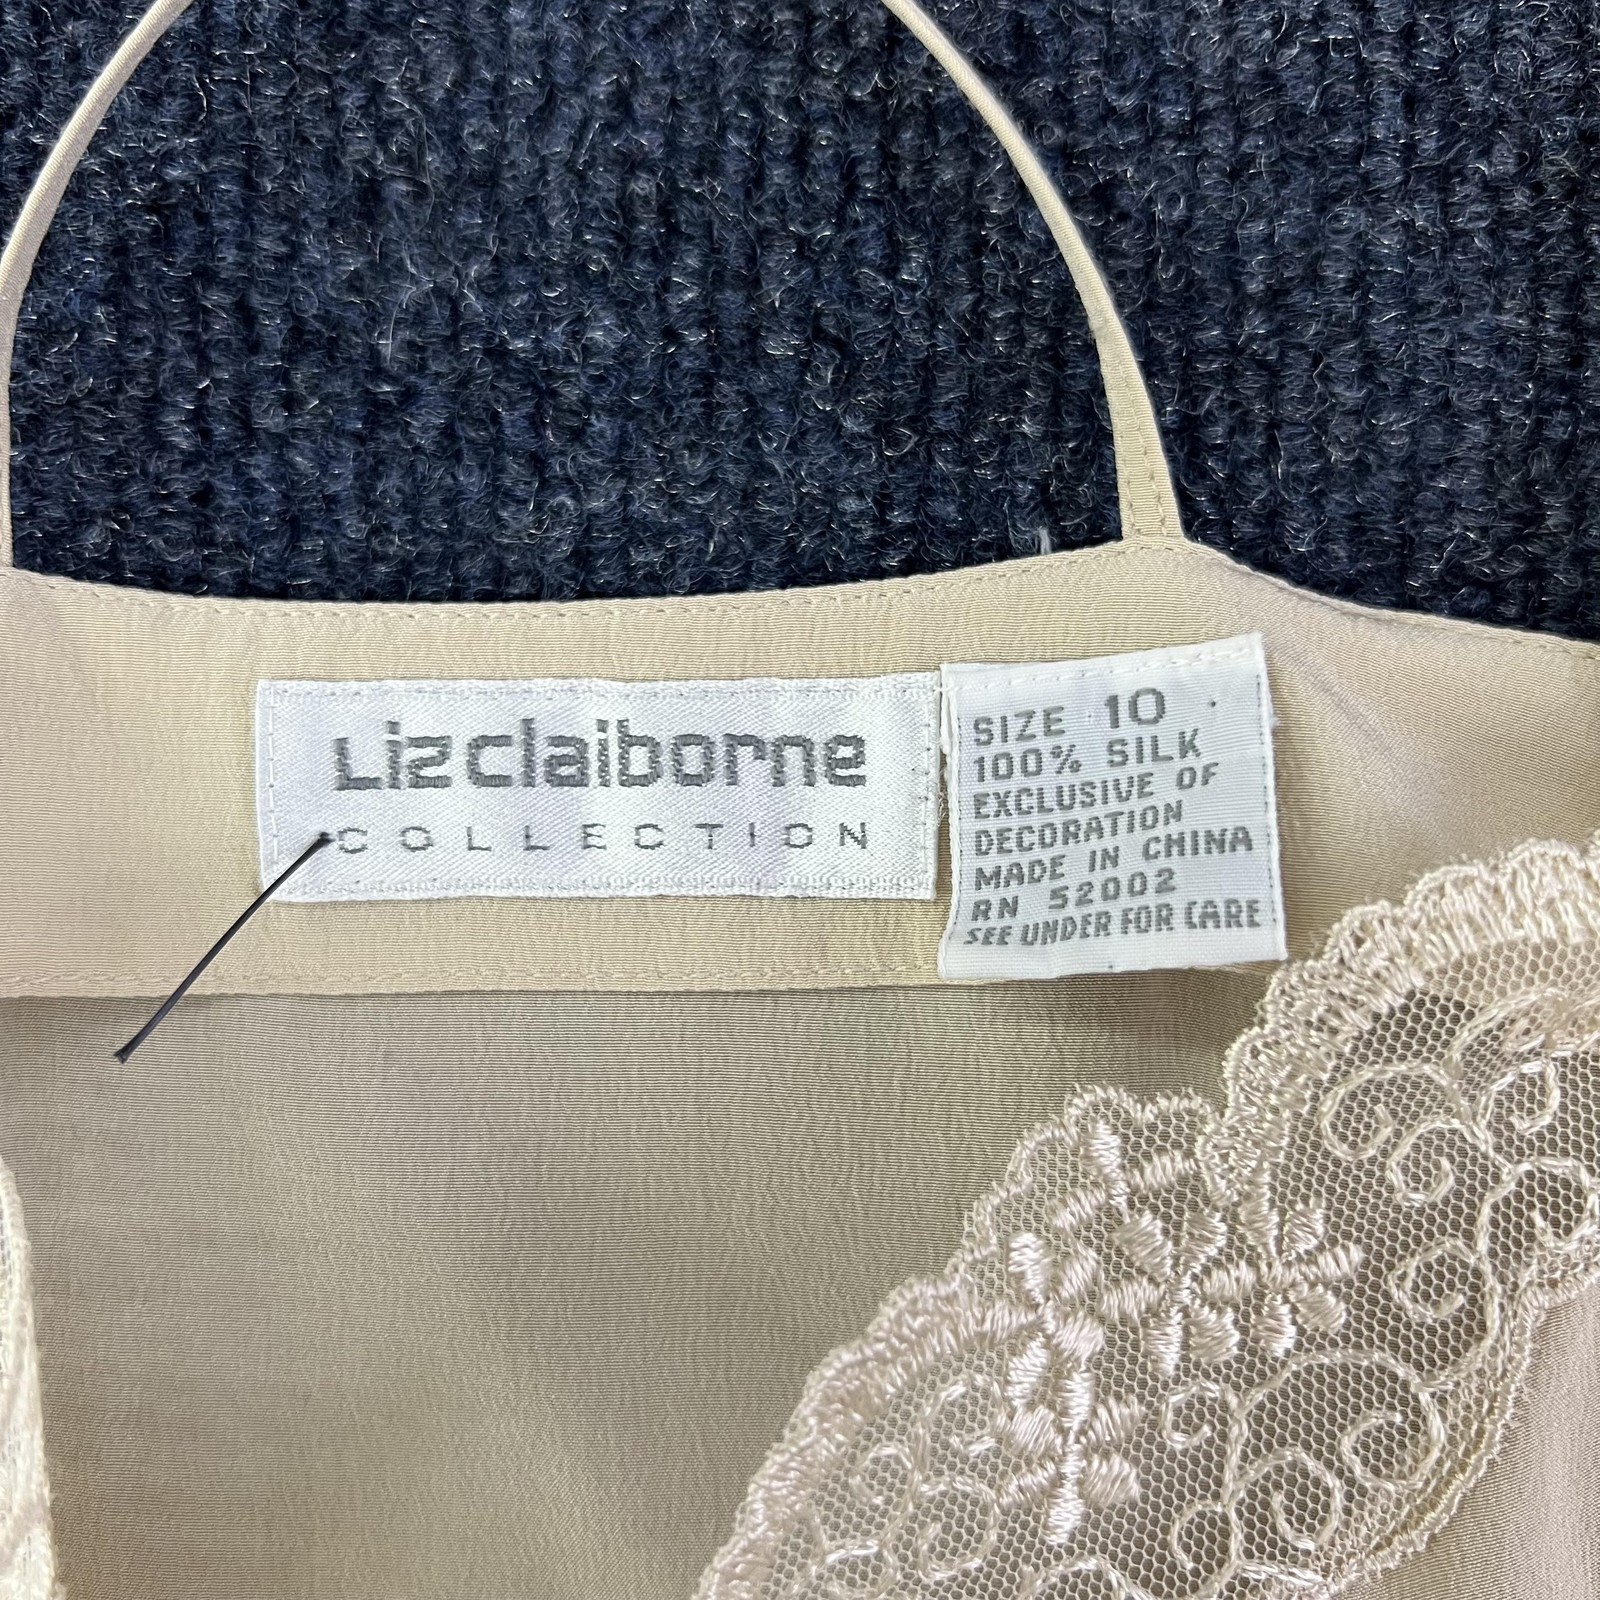 Liz claiborne
COLLECTION
SIZE 10
100% SILK
EXCLUSIVE OF
DECORATION
MADE IN CHINA
RN 52002
SEE UNDER FOR CARE